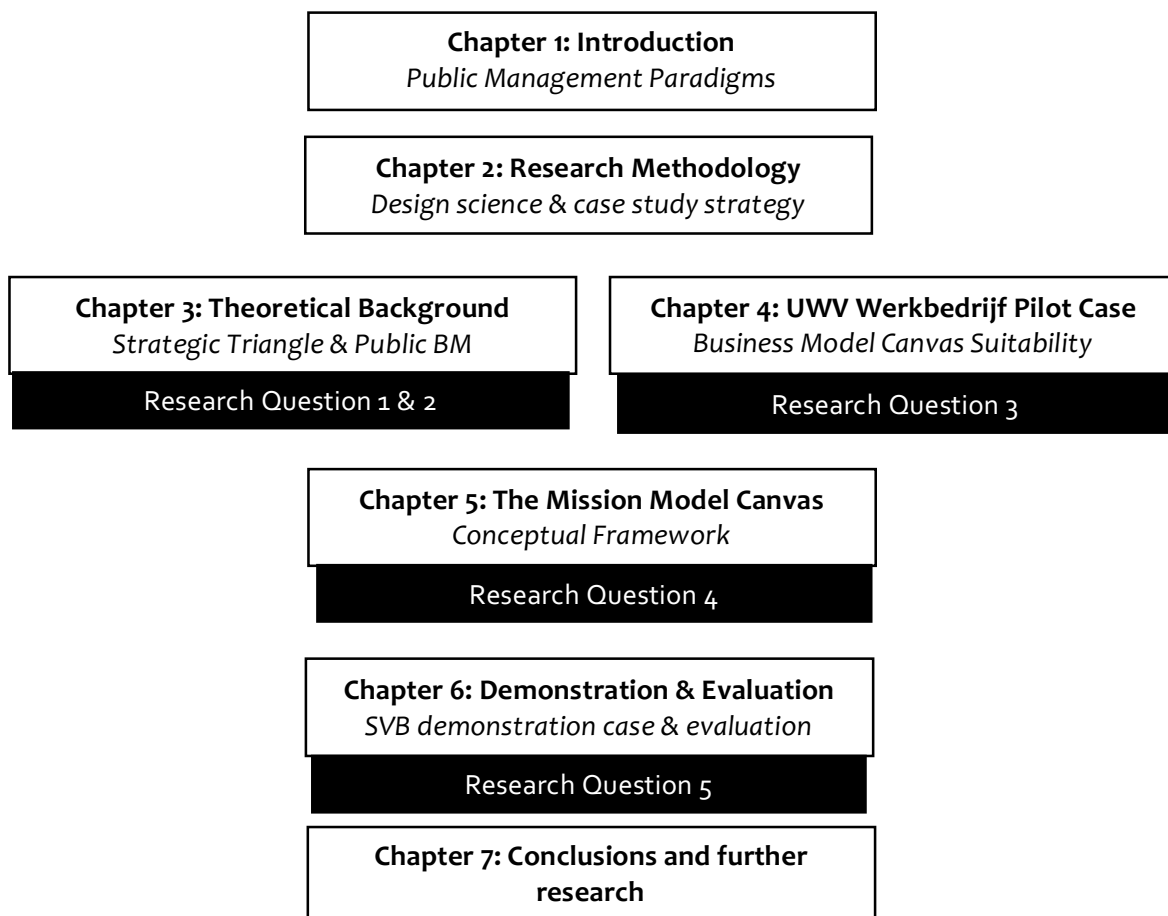 Chapter 1: Introduction
Public Management Paradigms
Chapter 2: Research Methodology
Design science & case study strategy
Chapter 3: Theoretical Background
Strategic Triangle & Public BM
Research Question 1 & 2
Chapter 4: UWV Werkbedrijf Pilot Case
Business Model Canvas Suitability
Research Question 3
Chapter 5: The Mission Model Canvas
Conceptual Framework
Research Question 4
Chapter 6: Demonstration & Evaluation
SVB demonstration case & evaluation
Research Question 5
Chapter 7: Conclusions and further
research